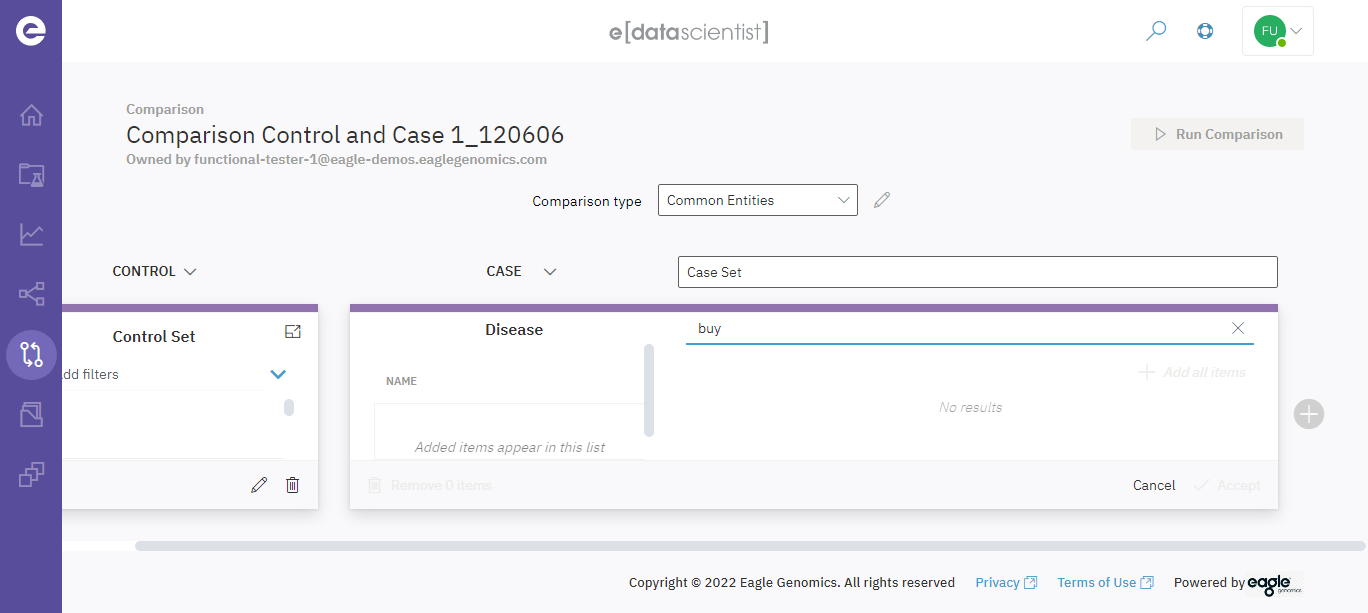 e[datascientist]
FU
Comparison
Comparison Control and Case 1_120606
Owned by functional-tester-1@eagle-demos.eaglegenomics.com
Run Comparison
Comparison type
Common Entities
CONTROL
CASE
Case Set
Control Set
dd filters
Disease
buy
NAME
Add all items
No results
Added items appear in this list
Remove 0 items
Cancel
Accept
Copyright © 2022 Eagle Genomics. All rights reserved
Privacy
Terms of Use
Powered by eagle genomics